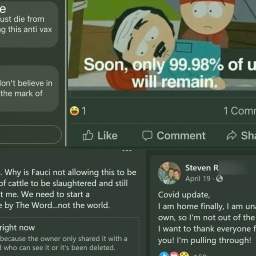 e
ust die from
ng this anti vax
on't believe in
the mark of
Soon, only 99.98% of u
will remain.
1
1 Comm
Like
Comment
Sha
. Why is Fauci not allowing this to be
of cattle to be slaughtered and still
t me. We need to start a
e by The Word...not the world.
right now
because the owner only shared it with a
d who can see it or it's been deleted.
Steven R
April 19
Covid update,
I am home finally, I am una
own, so I'm not out of the
I want to thank everyone f
you! I'm pulling through!